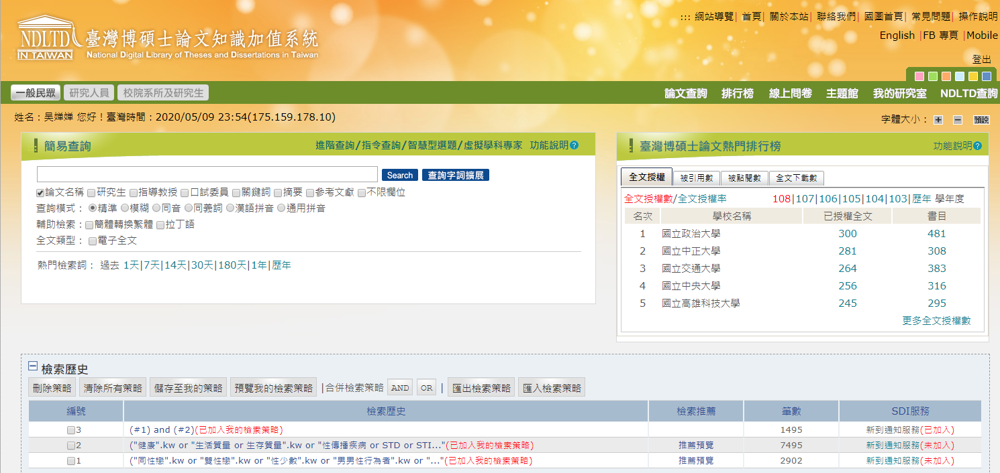 ::: 網站導覽| 首頁| 關於本站| 聯絡我們| 國圖首頁| 常見問題| 操作說明
English |FB 專頁 |Mobile
NDLTD 臺灣博碩士論文知識加值系統
IN TAIWAN National Digital Library of Theses and Dissertations in Taiwan
登出
一般民眾 研究人員 校院系所及研究生 論文查詢 排行榜 線上問卷 主題館 我的研究室 NDLTD查詢
姓名：吳嬋嬋 您好！臺灣時間：2020/05/09 23:54(175.159.178.10) 字體大小： + − 預設
簡易查詢 進階查詢/指令查詢/智慧型選題/虛擬學科專家 功能說明?
Search 查詢字詞擴展
論文名稱 研究生 指導教授 口試委員 關鍵詞 摘要 參考文獻 不限欄位
查詢模式： 精準 模糊 同音 同義詞 漢語拼音 通用拼音
輔助檢索： 簡體轉換繁體 拉丁語
全文類型： 電子全文
熱門檢索詞： 過去 1天|7天|14天|30天|180天|1年|歷年
臺灣博碩士論文熱門排行榜 功能說明?
全文授權 被引用數 被點閱數 全文下載數
全文授權數/全文授權率 108|107|106|105|104|103|歷年 學年度
名次 學校名稱 已授權全文 書目
1 國立政治大學 300 481
2 國立中正大學 281 308
3 國立交通大學 264 383
4 國立中央大學 256 316
5 國立高雄科技大學 245 295
更多全文授權數
檢索歷史
刪除策略 清除所有策略 儲存至我的策略 預覽我的檢索策略 |合併檢索策略 AND OR | 匯出檢索策略 匯入檢索策略
編號 檢索歷史 檢索推薦 筆數 SDI服務
3 (#1) and (#2)(已加入我的檢索策略) 1495 新到通知服務(已加入)
2 ("健康".kw or "生活質量 or 生存質量".kw or "性傳播疾病 or STD or STI..."(已加入我的檢索策略) 推薦預覽 7495 新到通知服務(未加入)
1 ("同性戀".kw or "雙性戀".kw or "性少數".kw or "男男性行為者".kw or "..."(已加入我的檢索策略) 推薦預覽 2902 新到通知服務(未加入)